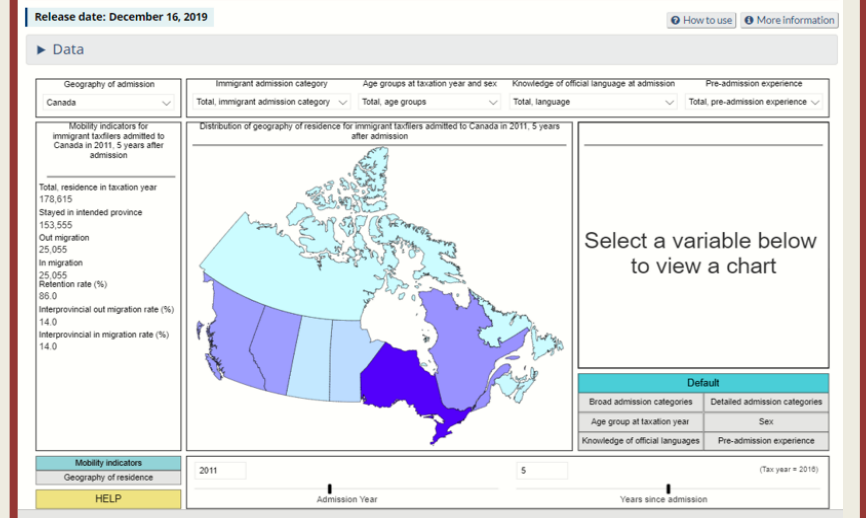 Release date: December 16, 2019
How to use
More information
Data
Geography of admission
Canada
Immigrant admission category
Total, immigrant admission category
Age groups at taxation year and sex
Total, age groups
Knowledge of official language at admission
Total, language
Pre-admission experience
Total, pre-admission experience
Mobility indicators for
immigrant taxfilers admitted to
Canada in 2011, 5 years after
admission
Total, residence in taxation year
178,615
Stayed in intended province
153,555
Out migration
25,055
In migration
25,055
Retention rate (%)
86.0
Interprovincial out migration rate (%)
14.0
Interprovincial in migration rate (%)
14.0
Distribution of geography of residence for immigrant taxfilers admitted to Canada in 2011, 5 years
after admission
Select a variable below
to view a chart
Default
Broad admission categories
Detailed admission categories
Age group at taxation year
Sex
Knowledge of official languages
Pre-admission experience
Mobility indicators
Geography of residence
HELP
2011
Admission Year
5
(Tax year = 2016)
Years since admission